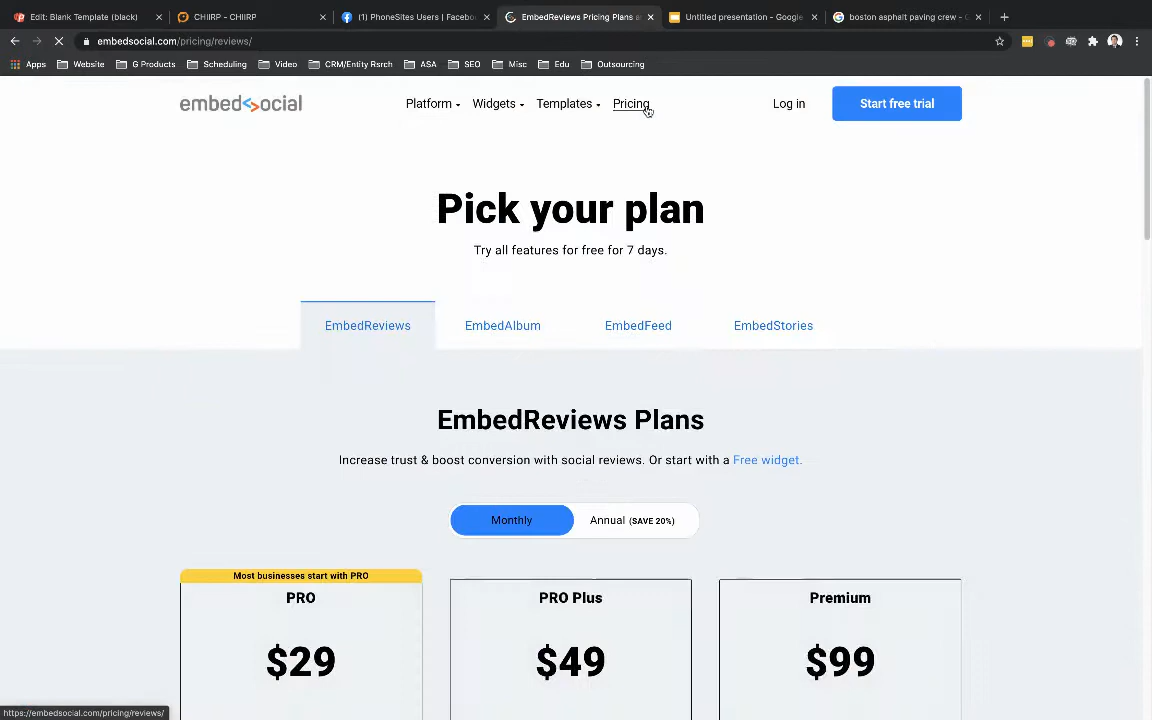 Edit: Blank Template (black)
CHIIRP - CHIIRP
(1) PhoneSites Users | Faceboo
EmbedReviews Pricing Plans a
Untitled presentation - Google
boston asphalt paving crew - G
embedsocial.com/pricing/reviews/
Apps
Website
G Products
Scheduling
Video
CRM/Entity Rsrch
ASA
SEO
Misc
Edu
Outsourcing
embedsocial
Platform
Widgets
Templates
Pricing
Log in
Start free trial
Pick your plan
Try all features for free for 7 days.
EmbedReviews
EmbedAlbum
EmbedFeed
EmbedStories
EmbedReviews Plans
Increase trust & boost conversion with social reviews. Or start with a Free widget.
Monthly
Annual (SAVE 20%)
Most businesses start with PRO
PRO
PRO Plus
Premium
$29
$49
$99
https://embedsocial.com/pricing/reviews/